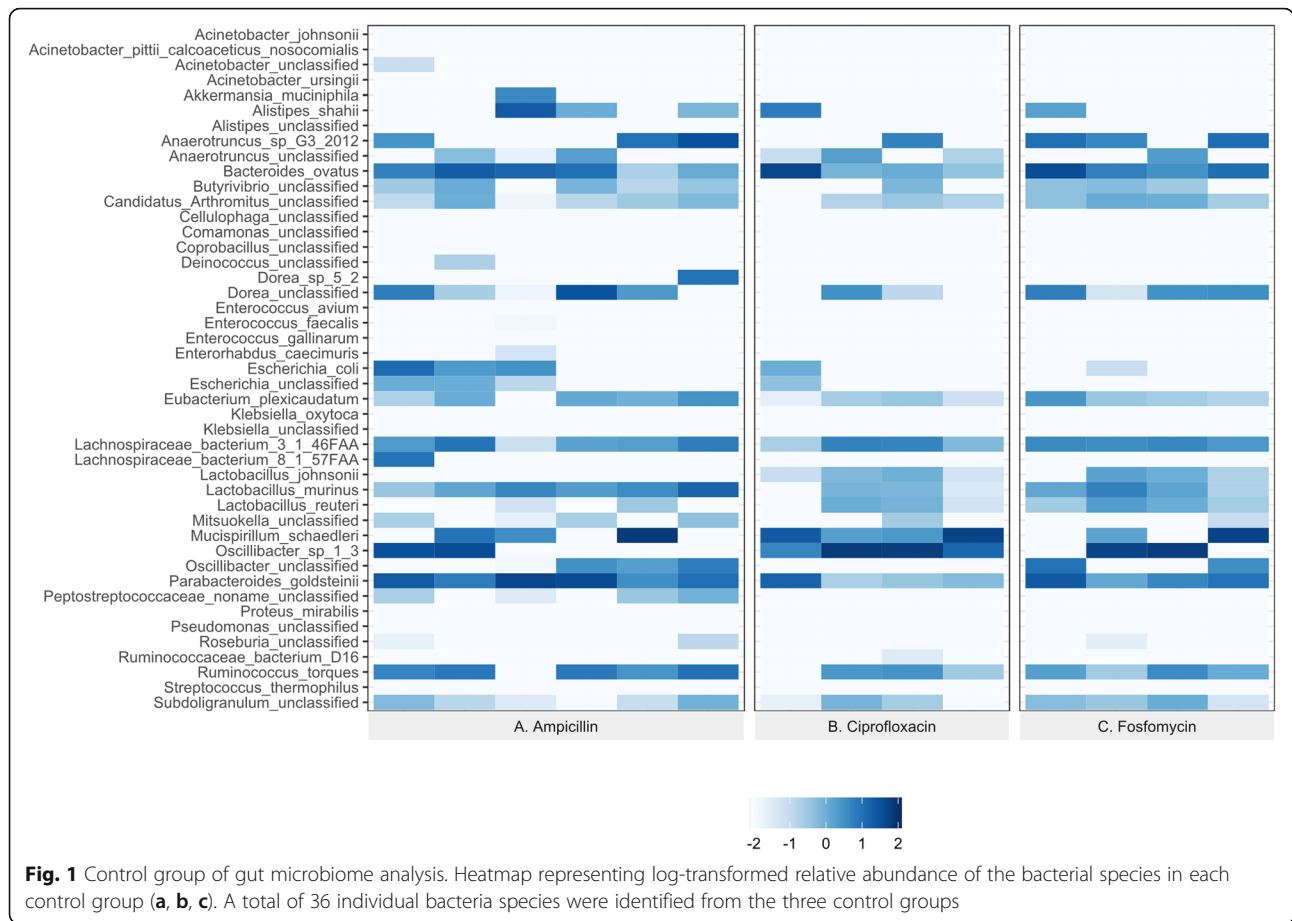 Acinetobacter_johnsonii
Acinetobacter_pittii_calcoaceticus_nosocomialis
Acinetobacter_unclassified
Acinetobacter_ursingii
Akkermansia_muciniphila
Alistipes_shahii
Alistipes_unclassified
Anaerotruncus_sp_G3_2012
Anaerotruncus_unclassified
Bacteroides_ovatus
Butyrivibrio_unclassified
Candidatus_Arthromitus_unclassified
Cellulophaga_unclassified
Comamonas_unclassified
Coprobacillus_unclassified
Deinococcus_unclassified
Dorea_sp_5_2
Dorea_unclassified
Enterococcus_avium
Enterococcus_faecalis
Enterococcus_gallinarum
Enterorhabdus_caecimuris
Escherichia_coli
Escherichia_unclassified
Eubacterium_plexicaudatum
Klebsiella_oxytoca
Klebsiella_unclassified
Lachnospiraceae_bacterium_3_1_46FAA
Lachnospiraceae_bacterium_8_1_57FAA
Lactobacillus_johnsonii
Lactobacillus_murinus
Lactobacillus_reuteri
Mitsuokella_unclassified
Mucispirillum_schaedleri
Oscillibacter_sp_1_3
Oscillibacter_unclassified
Parabacteroides_goldsteinii
Peptostreptococcaceae_noname_unclassified
Proteus_mirabilis
Pseudomonas_unclassified
Roseburia_unclassified
Ruminococcaceae_bacterium_D16
Ruminococcus_torques
Streptococcus_thermophilus
Subdoligranulum_unclassified
A. Ampicillin
B. Ciprofloxacin
C. Fosfomycin
-2 -1 0 1 2
Fig. 1 Control group of gut microbiome analysis. Heatmap representing log-transformed relative abundance of the bacterial species in each
control group (a, b, c). A total of 36 individual bacteria species were identified from the three control groups